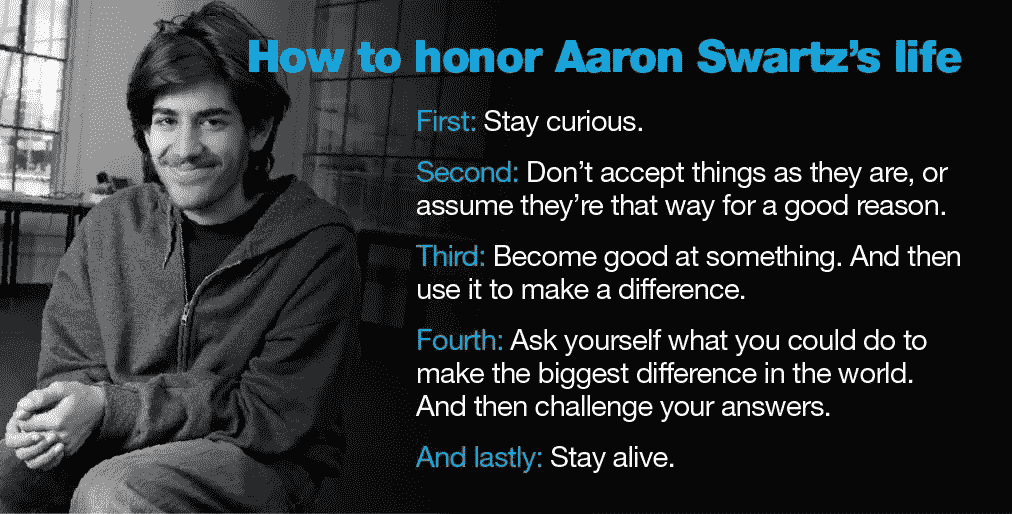 How to honor Aaron Swartz’s life
First: Stay curious.
Second: Don’t accept things as they are, or
assume they’re that way for a good reason.
Third: Become good at something. And then
use it to make a difference.
Fourth: Ask yourself what you could do to
make the biggest difference in the world.
And then challenge your answers.
And lastly: Stay alive.